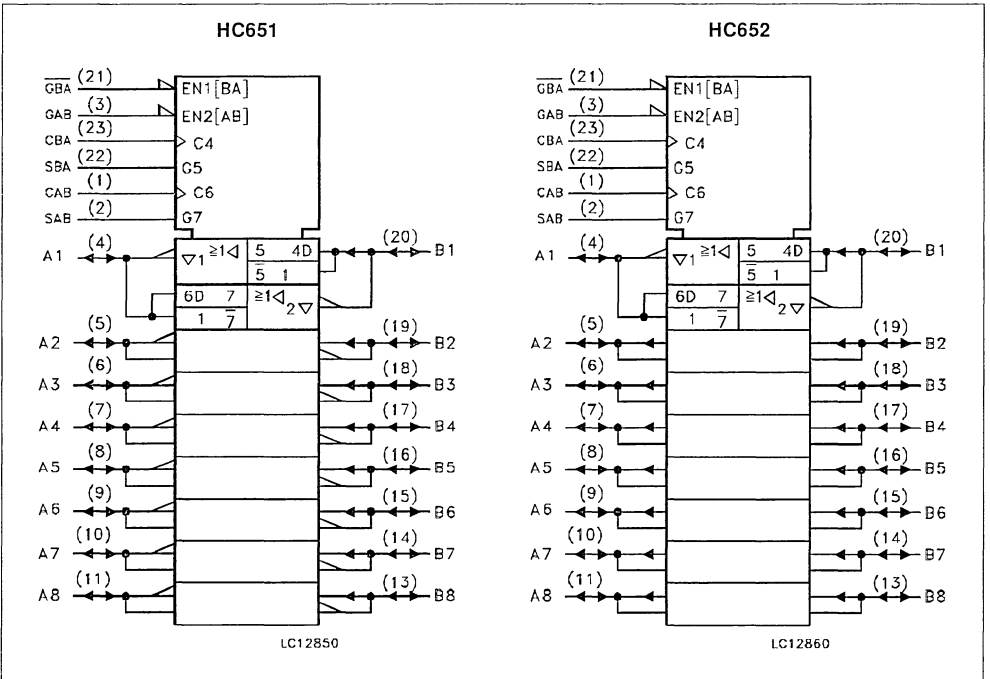 HC651
GBA (21) EN1[BA]
GAB (3) EN2[AB]
CBA (23) C4
SBA (22) G5
CAB (1) C6
SAB (2) G7
A1 (4) ▽1 ≥1◁ 5 4D (20) B1
5 1
6D 7 ≥1◁ 2▽
1 7
A2 (5) (19) B2
A3 (6) (18) B3
A4 (7) (17) B4
A5 (8) (16) B5
A6 (9) (15) B6
A7 (10) (14) B7
A8 (11) (13) B8
LC12850
HC652
GBA (21) EN1[BA]
GAB (3) EN2[AB]
CBA (23) C4
SBA (22) G5
CAB (1) C6
SAB (2) G7
A1 (4) ▽1 ≥1◁ 5 4D (20) B1
5 1
6D 7 ≥1◁ 2▽
1 7
A2 (5) (19) B2
A3 (6) (18) B3
A4 (7) (17) B4
A5 (8) (16) B5
A6 (9) (15) B6
A7 (10) (14) B7
A8 (11) (13) B8
LC12860